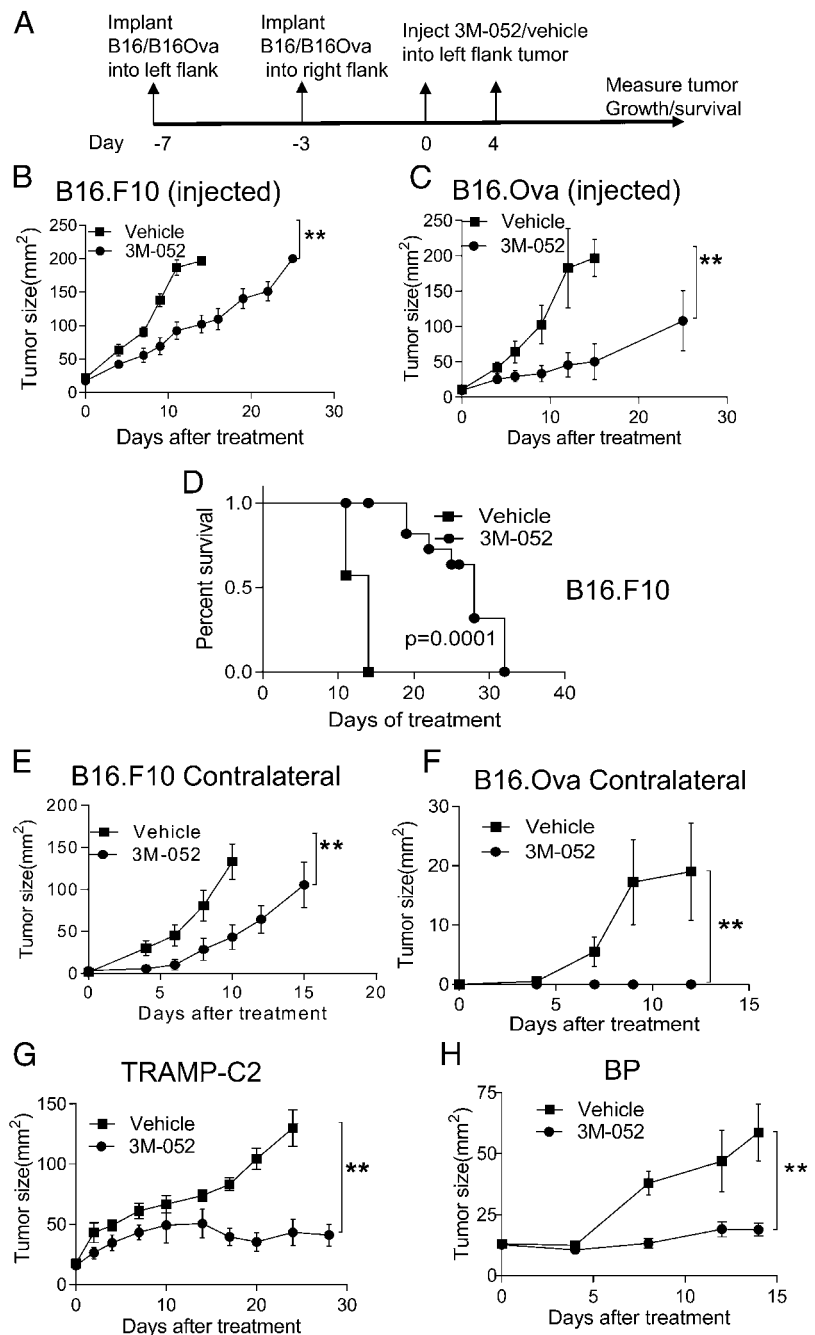 A
Implant
B16/B16Ova
into left flank
Implant
B16/B16Ova
into right flank
Inject 3M-052/vehicle
into left flank tumor
Measure tumor
Growth/survival
Day -7 -3 0 4
B
B16.F10 (injected)
Vehicle
3M-052
**
250
200
150
100
50
0
Tumor size(mm2)
0 10 20 30
Days after treatment
C
B16.Ova (injected)
Vehicle
3M-052
**
250
200
150
100
50
0
Tumor size(mm2)
0 10 20 30
Days after treatment
D
1.0
0.5
0.0
Percent survival
Vehicle
3M-052
B16.F10
p=0.0001
0 10 20 30 40
Days of treatment
E
B16.F10 Contralateral
200
150
100
50
0
Tumor size(mm2)
Vehicle
3M-052
**
0 5 10 15 20
Days after treatment
F
B16.Ova Contralateral
30
20
10
0
Tumor size(mm2)
Vehicle
3M-052
**
0 5 10 15
Days after treatment
G
TRAMP-C2
150
100
50
0
Tumor size(mm2)
Vehicle
3M-052
**
0 10 20 30
Days after treatment
H
BP
75
50
25
0
Tumor size(mm2)
Vehicle
3M-052
**
0 5 10 15
Days after treatment